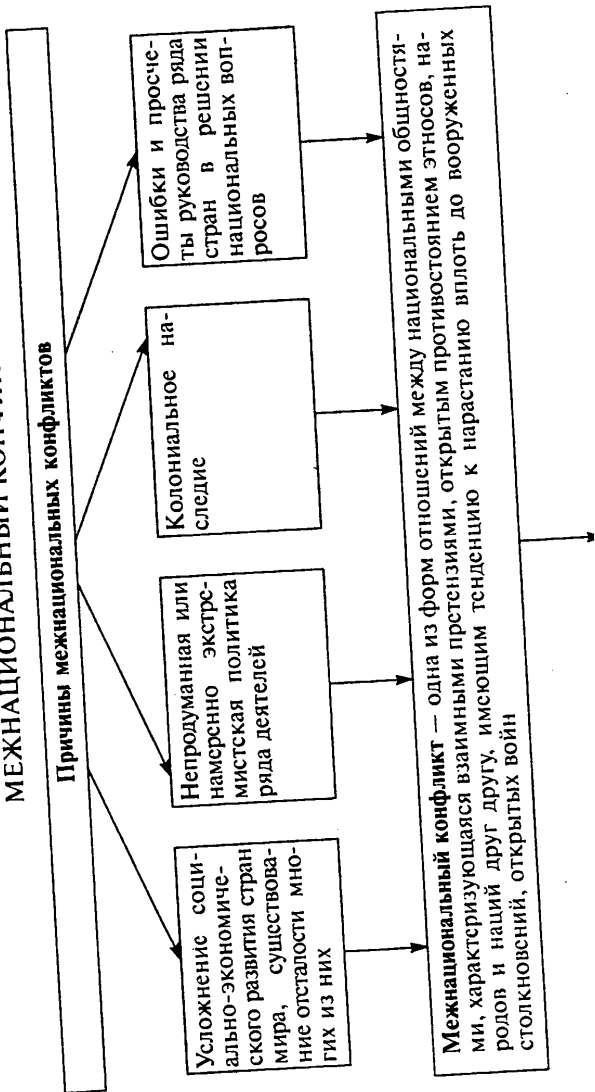 МЕЖНАЦИОНАЛЬНЫЙ
Причины межнациональных конфликтов
Усложнение соци-
ально-экономиче-
ского развития стран
мира, существова-
ние отсталости мно-
гих из них
Непродуманная или
намеренно экстре-
мистская политика
ряда деятелей
Колониальное на-
следие
Ошибки и просче-
ты руководства ряда
стран в решении
национальных воп-
росов
Межнациональный конфликт — одна из форм отношений между национальными общностя-
ми, характеризующаяся взаимными претензиями, открытым противостоянием этносов, на-
родов и наций друг другу, имеющим тенденцию к нарастанию вплоть до вооруженных
столкновений, открытых войн